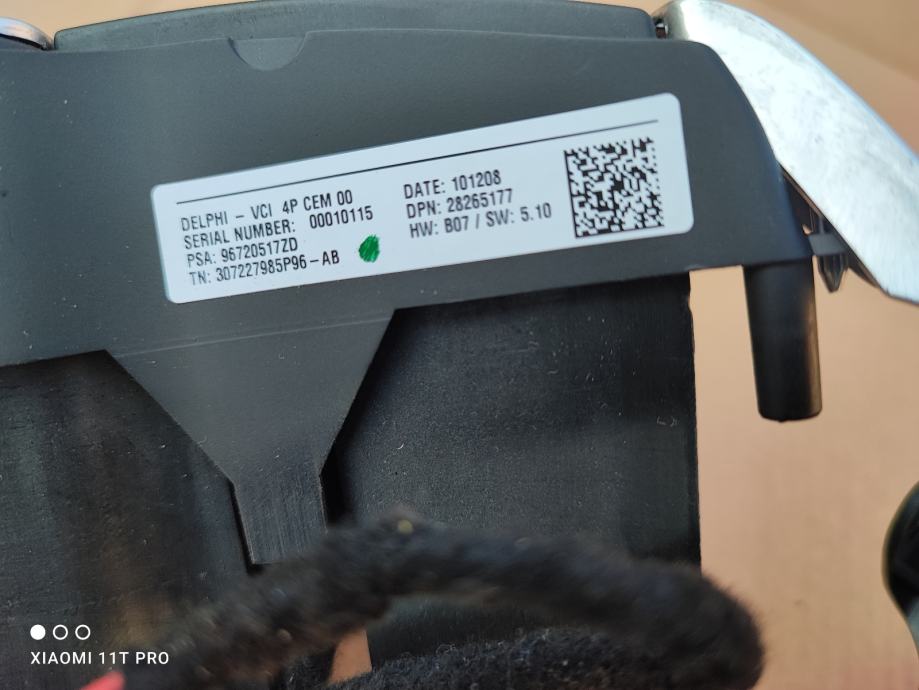 DELPHI - VCI 4P CEM 00
SERIAL NUMBER: 00010115
PSA: 96720517ZD
TN: 307227985P96-AB
DATE: 101208
DPN: 28265177
HW: B07 / SW: 5.10
XIAOMI 11T PRO